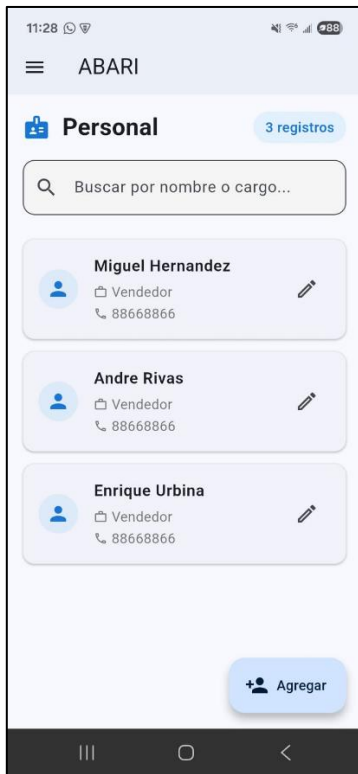 11:28
88
ABARI
Personal
3 registros
Buscar por nombre o cargo...
Miguel Hernandez
Vendedor
88668866
Andre Rivas
Vendedor
88668866
Enrique Urbina
Vendedor
88668866
Agregar